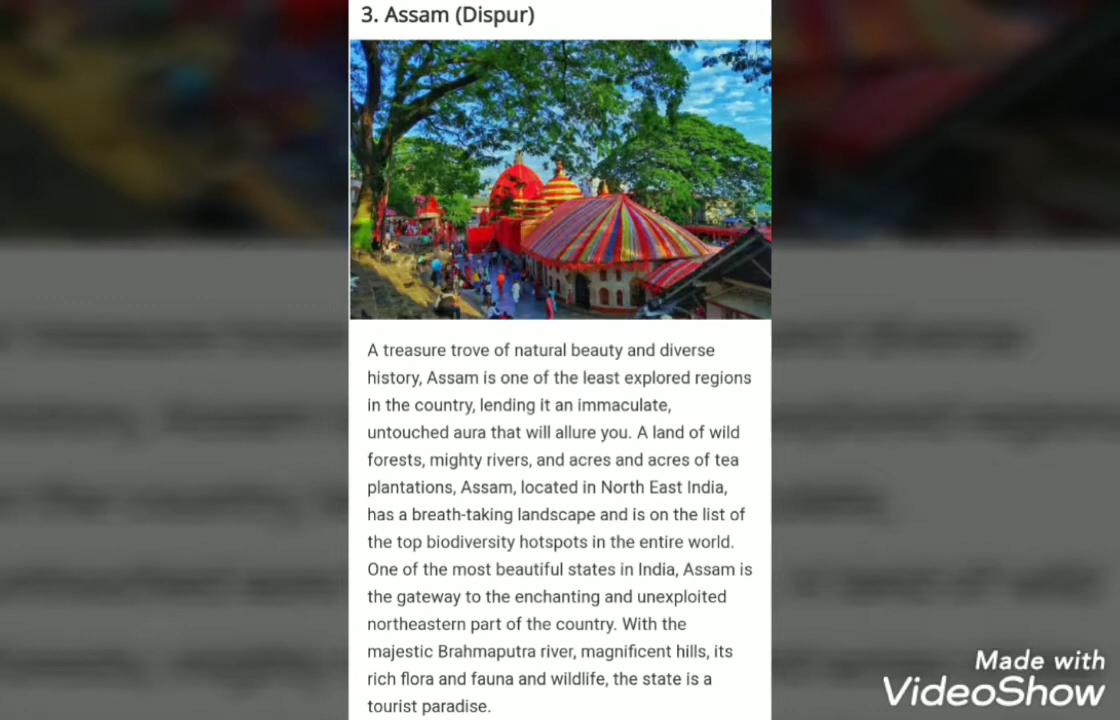 3. Assam (Dispur)
A treasure trove of natural beauty and diverse
history, Assam is one of the least explored regions
in the country, lending it an immaculate,
untouched aura that will allure you. A land of wild
forests, mighty rivers, and acres and acres of tea
plantations, Assam, located in North East India,
has a breath-taking landscape and is on the list of
the top biodiversity hotspots in the entire world.
One of the most beautiful states in India, Assam is
the gateway to the enchanting and unexploited
northeastern part of the country. With the
majestic Brahmaputra river, magnificent hills, its
rich flora and fauna and wildlife, the state is a
tourist paradise.
Made with
VideoShow